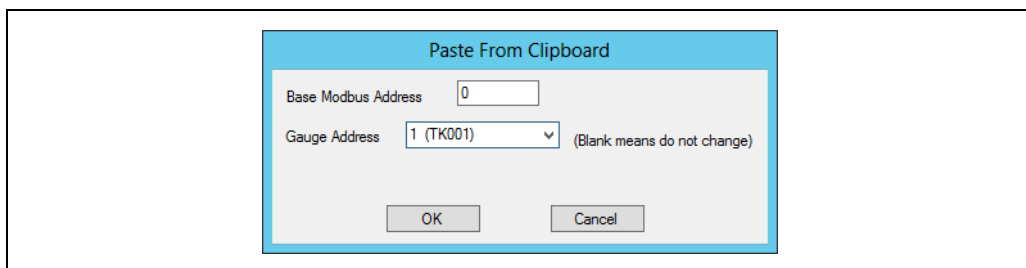 Paste From Clipboard
Base Modbus Address 0
Gauge Address 1 (TK001) (Blank means do not change)
OK Cancel